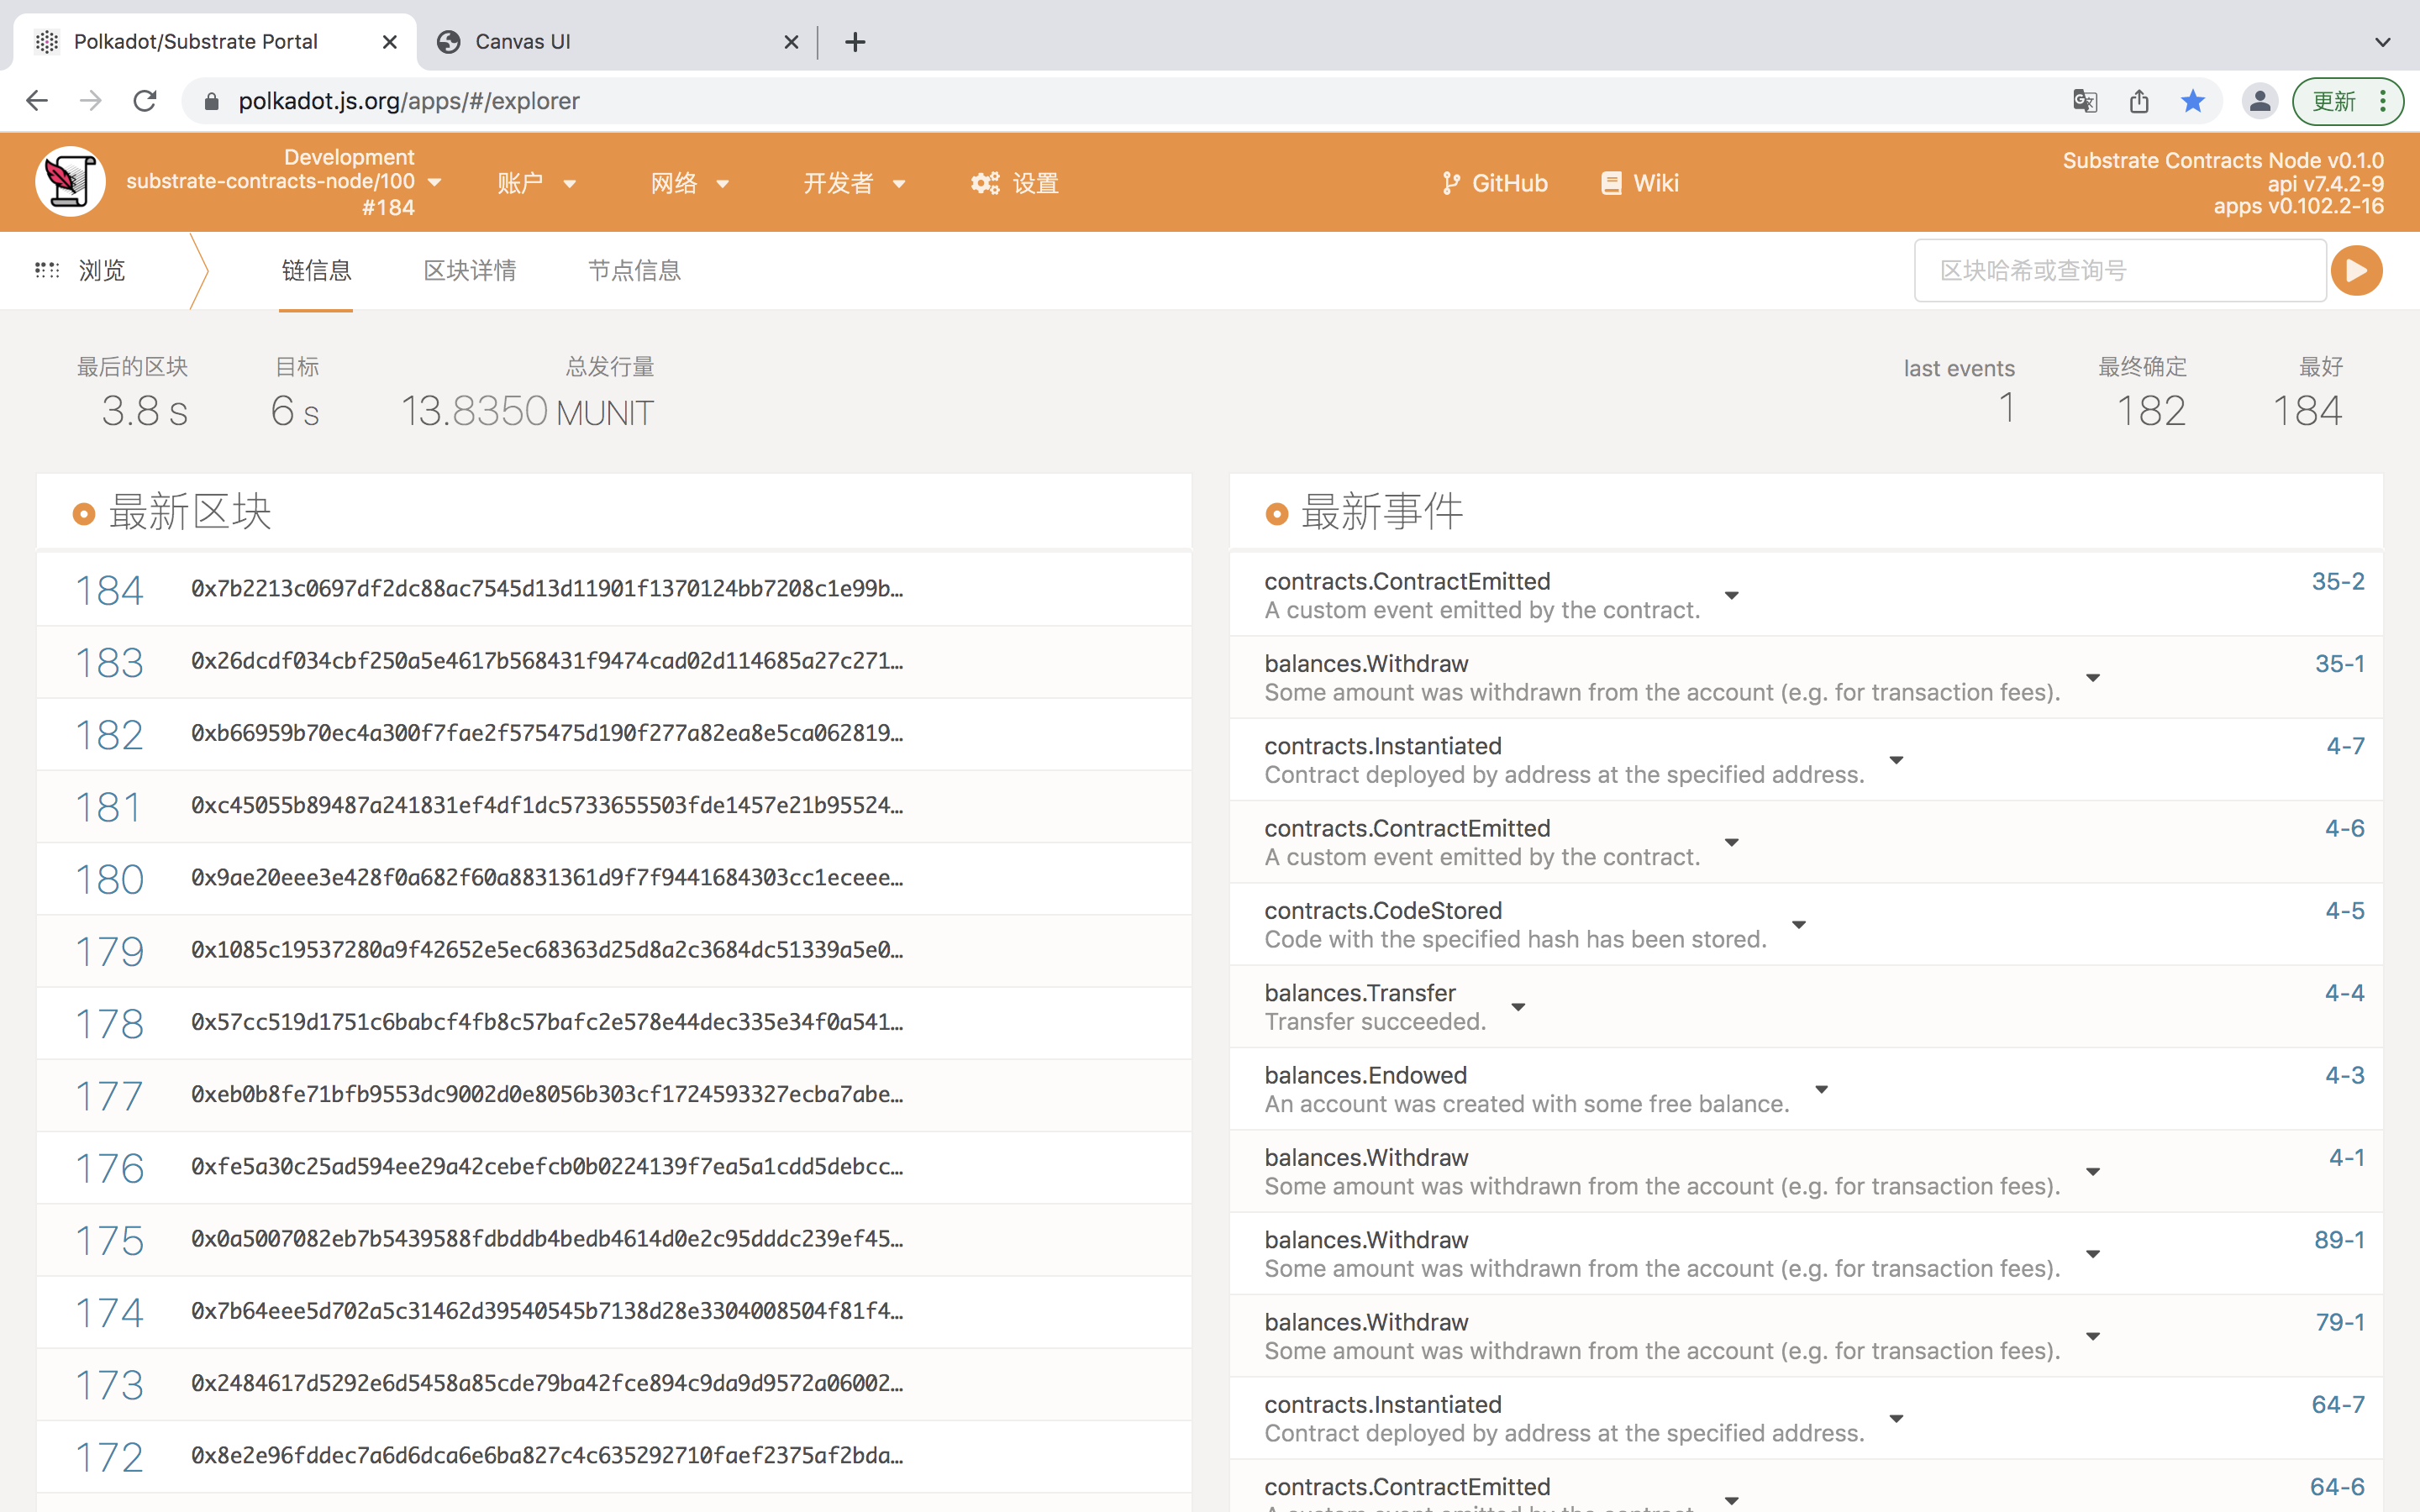 Polkadot/Substrate Portal
Canvas UI
polkadot.js.org/apps/#/explorer
更新
Development
substrate-contracts-node/100
#184
账户
网络
开发者
设置
GitHub
Wiki
Substrate Contracts Node v0.1.0
api v7.4.2-9
apps v0.102.2-16
浏览
链信息
区块详情
节点信息
区块哈希或查询号
最后的区块
3.8 s
目标
6 s
总发行量
13.8350 MUNIT
last events
1
最终确定
182
最好
184
最新区块
184 0x7b2213c0697df2dc88ac7545d13d11901f1370124bb7208c1e99b…
183 0x26dcdf034cbf250a5e4617b568431f9474cad02d114685a27c271…
182 0xb66959b70ec4a300f7fae2f575475d190f277a82ea8e5ca062819…
181 0xc45055b89487a241831ef4df1dc5733655503fde1457e21b95524…
180 0x9ae20eee3e428f0a682f60a8831361d9f7f9441684303cc1eceee…
179 0x1085c19537280a9f42652e5ec68363d25d8a2c3684dc51339a5e0…
178 0x57cc519d1751c6babcf4fb8c57bafc2e578e44dec335e34f0a541…
177 0xeb0b8fe71bfb9553dc9002d0e8056b303cf1724593327ecba7abe…
176 0xfe5a30c25ad594ee29a42cebefcb0b0224139f7ea5a1cdd5debcc…
175 0x0a5007082eb7b5439588fdbddb4bedb4614d0e2c95dddc239ef45…
174 0x7b64eee5d702a5c31462d39540545b7138d28e3304008504f81f4…
173 0x2484617d5292e6d5458a85cde79ba42fce894c9da9d9572a06002…
172 0x8e2e96fddec7a6d6dca6e6ba827c4c635292710faef2375af2bda…
最新事件
contracts.ContractEmitted 35-2
A custom event emitted by the contract.
balances.Withdraw 35-1
Some amount was withdrawn from the account (e.g. for transaction fees).
contracts.Instantiated 4-7
Contract deployed by address at the specified address.
contracts.ContractEmitted 4-6
A custom event emitted by the contract.
contracts.CodeStored 4-5
Code with the specified hash has been stored.
balances.Transfer 4-4
Transfer succeeded.
balances.Endowed 4-3
An account was created with some free balance.
balances.Withdraw 4-1
Some amount was withdrawn from the account (e.g. for transaction fees).
balances.Withdraw 89-1
Some amount was withdrawn from the account (e.g. for transaction fees).
balances.Withdraw 79-1
Some amount was withdrawn from the account (e.g. for transaction fees).
contracts.Instantiated 64-7
Contract deployed by address at the specified address.
contracts.ContractEmitted 64-6